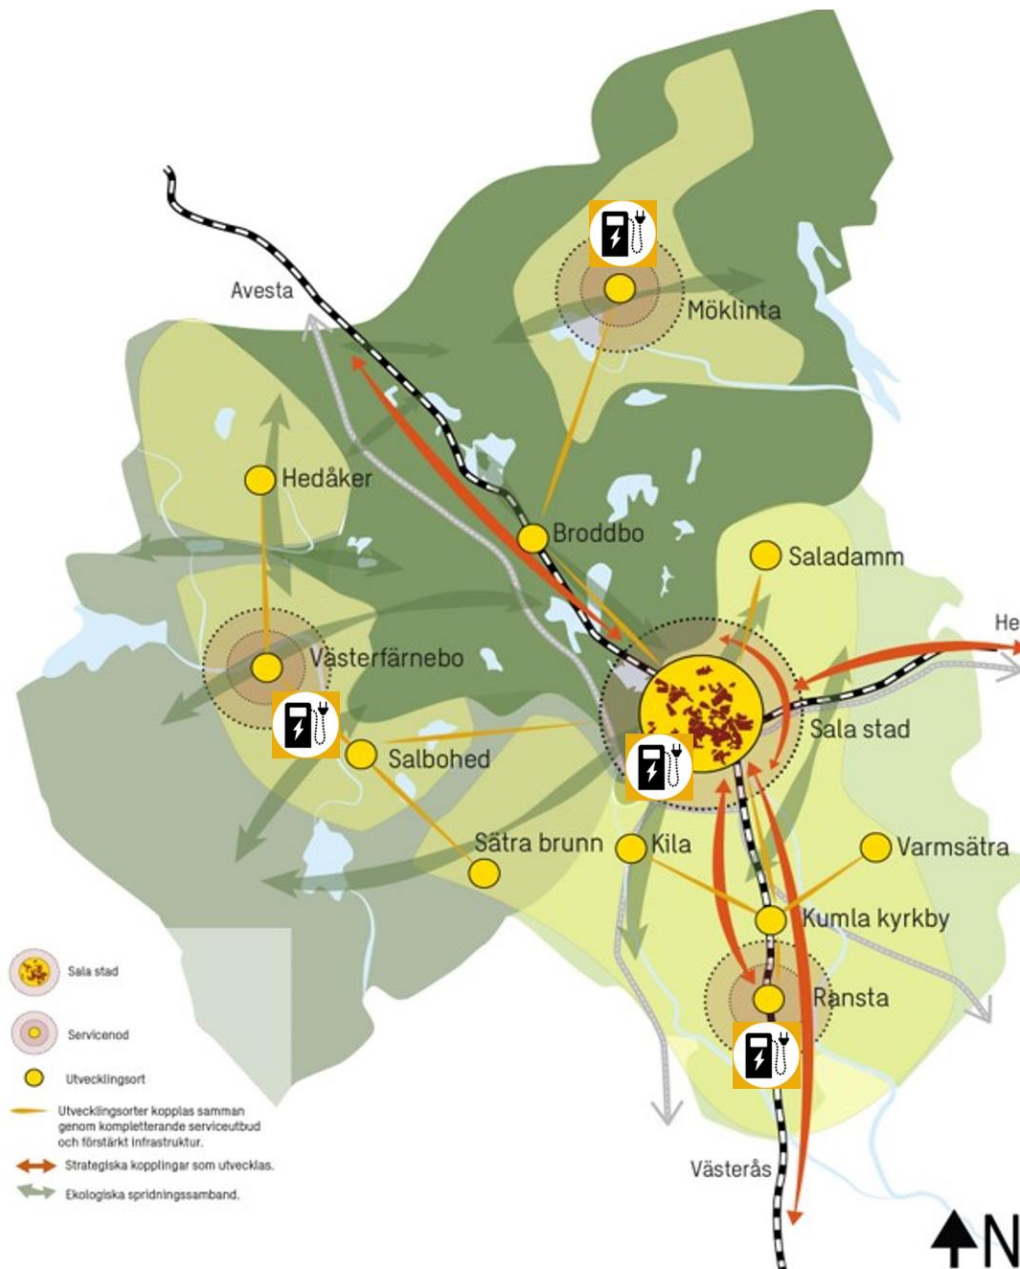 Avesta
Möklinta
Hedåker
Broddbo
Saladamm
He
Västerfärnebo
Sala stad
Salbohed
Sätra brunn
Kila
Varmsätra
Kumla kyrkby
Ransta
Västerås
Sala stad
Servicenod
Utvecklingsort
Utvecklingsorter kopplas samman
genom kompletterande serviceutbud
och förstärkt infrastruktur.
Strategiska kopplingar som utvecklas.
Ekologiska spridningssamband.
N